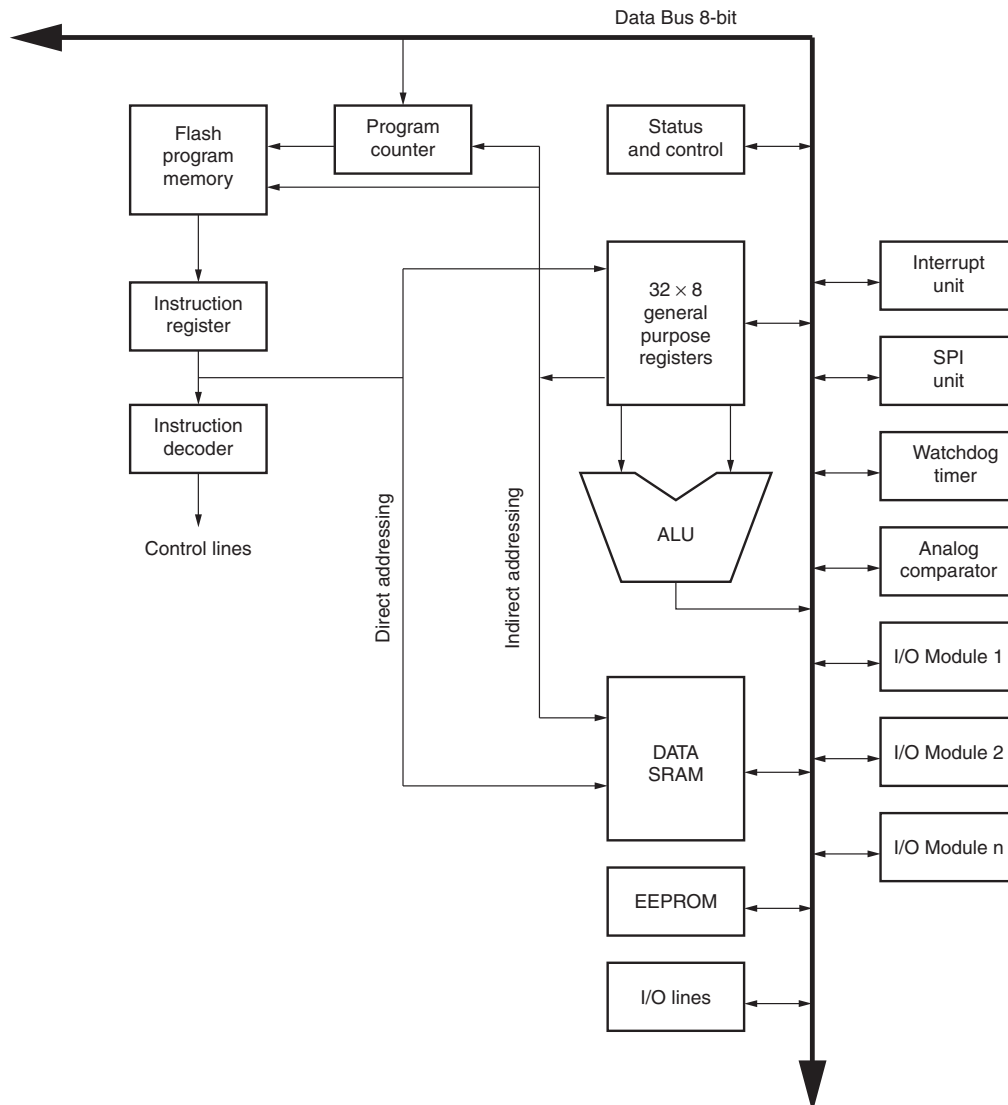 Data Bus 8-bit
Flash
program
memory
Program
counter
Status
and control
Instruction
register
32 × 8
general
purpose
registers
Interrupt
unit
SPI
unit
Instruction
decoder
Watchdog
timer
Control lines
Direct addressing
Indirect addressing
ALU
Analog
comparator
I/O Module 1
DATA
SRAM
I/O Module 2
I/O Module n
EEPROM
I/O lines